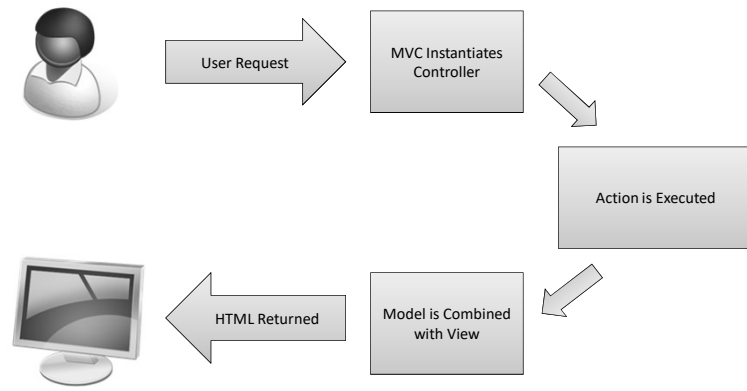 User Request
MVC Instantiates
Controller
Action is Executed
Model is Combined
with View
HTML Returned